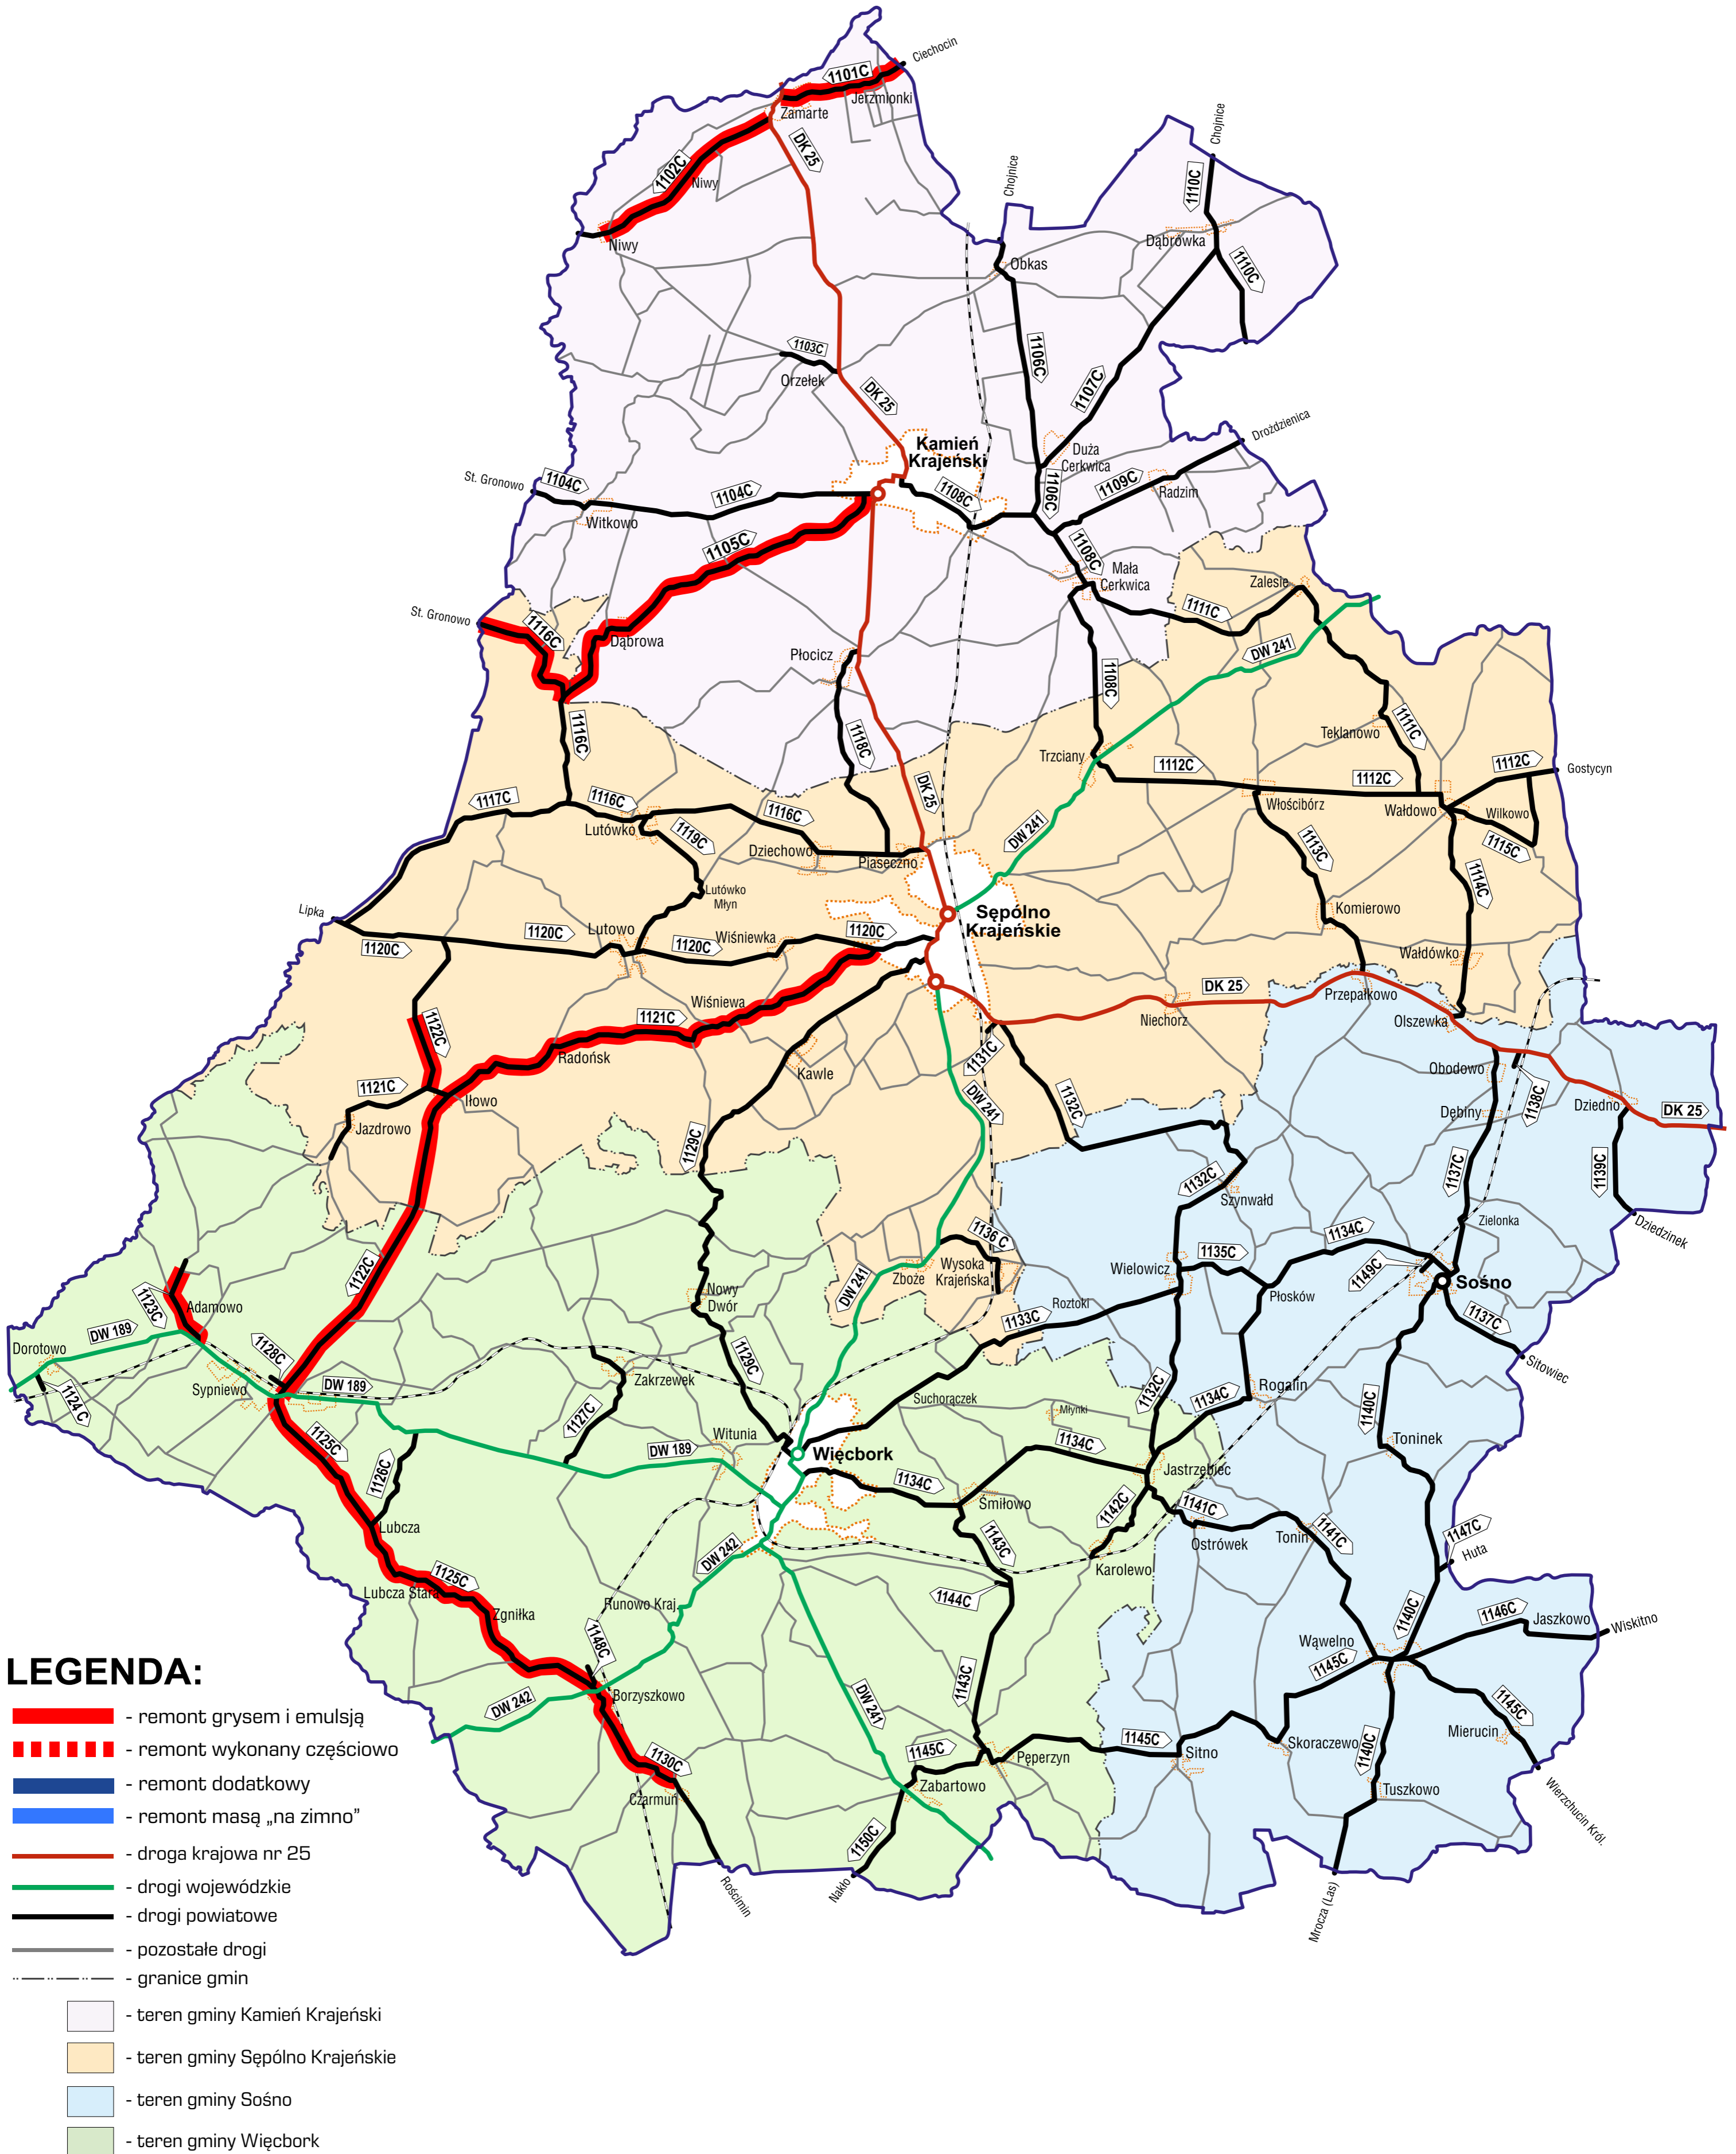 Ciechocin
1101C
Jerzmionki
Zamarte
DK 25
1102C
Niwy
Niwy
Chojnice
Chojnice
1110C
Dąbrówka
1110C
Obkas
1103C
Orzełek
DK 25
1106C
1107C
Kamień
Krajeński
Duża
Cerkwica
Drożdzienica
St. Gronowo
1104C
1104C
Witkowo
1108C
1106C
1109C
Radzim
1105C
1108C
Mała
Cerkwica
Zalesie
1111C
St. Gronowo
1116C
Dąbrowa
Płocicz
DW 241
1108C
1116C
1118C
Teklanowo
1111C
Trzciany
1112C
1112C
1112C
Gostycyn
DK 25
1117C
1116C
Lutówko
1116C
1119C
Dziechowo
Piaseczno
DW 241
Włościbórz
Wałdowo
Wilkowo
1115C
1113C
1114C
Lutówko
Młyn
Lipka
Sępólno
Krajeńskie
Komierowo
1120C
1120C
Lutowo
1120C
Wiśniewka
1120C
Wałdówko
Wiśniewa
1121C
DK 25
Przepałkowo
Niechorz
Olszewka
1122C
Radońsk
1131C
Kawle
Obodowo
1138C
1121C
Iłowo
Jazdrowo
DW 241
1132C
Dębiny
Dziedno
DK 25
1129C
1137C
1139C
1132C
Szynwałd
Zielonka
Dziedzinek
1136 C
1134C
1135C
1149C
Sośno
Wysoka
Krajeńska
Zboże
Wielowicz
Płosków
1122C
1123C
Adamowo
DW 189
Dorotowo
Nowy
Dwór
DW 241
Roztoki
1133C
1137C
Sitowiec
1128C
Sypniewo
DW 189
1124 C
1129C
Zakrzewek
1127C
Suchorączek
Młynki
1132C
1134C
Rogalin
1140C
1125C
1126C
Witunia
DW 189
Więcbork
1134C
1134C
Jastrzębiec
Toninek
Śmiłowo
1142C
1141C
Ostrówek
Tonin
1141C
1147C
Huta
Lubcza
DW 242
1143C
Karolewo
1125C
Lubcza Stara
Zgniłka
Runowo Kraj.
1144C
1148C
1140C
1146C
Jaszkowo
Wiskitno
Wąwelno
1145C
1143C
Borzyszkowo
DW 242
DW 241
1145C
Mierucin
1130C
1145C
Pęperzyn
1145C
Sitno
Skoraczewo
1140C
Czarmuń
Zabartowo
Tuszkowo
Wierzchucin Król.
1150C
Rościmin
Nakło
Mrocza (Las)
LEGENDA:
- remont grysem i emulsją
- remont wykonany częściowo
- remont dodatkowy
- remont masą „na zimno”
- droga krajowa nr 25
- drogi wojewódzkie
- drogi powiatowe
- pozostałe drogi
- granice gmin
- teren gminy Kamień Krajeński
- teren gminy Sępólno Krajeńskie
- teren gminy Sośno
- teren gminy Więcbork